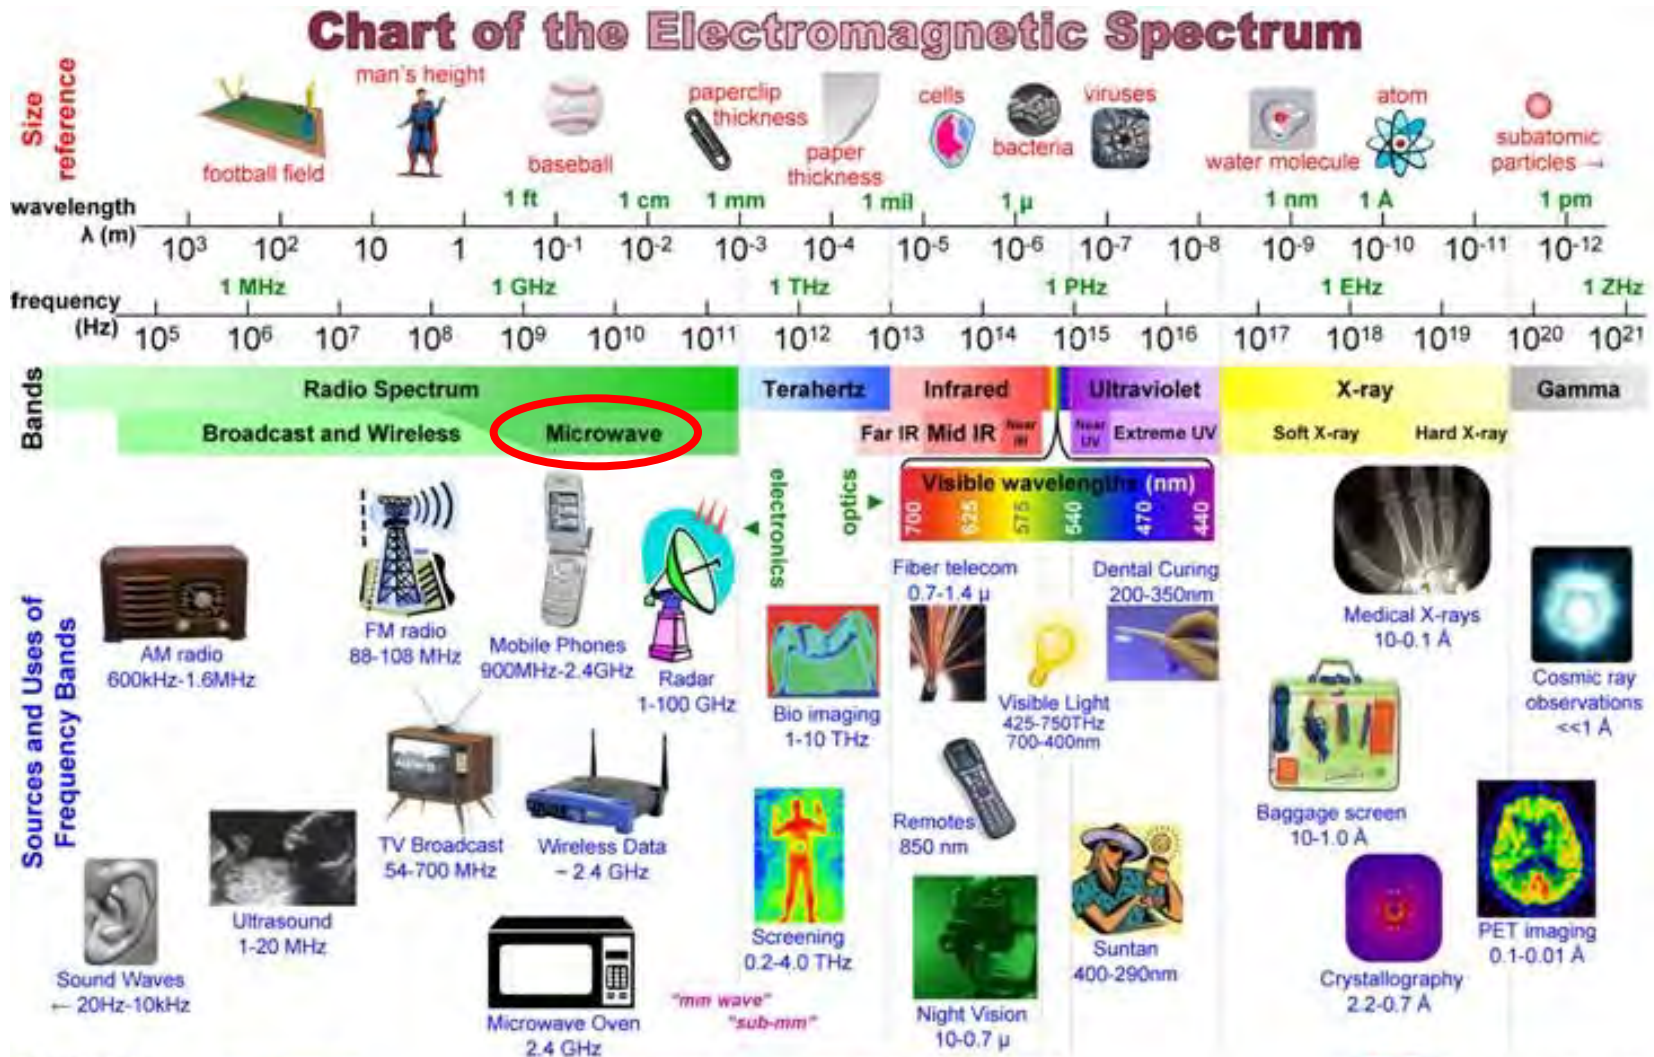 Chart of the Electromagnetic Spectrum
Size reference
football field
man's height
baseball
paperclip thickness
paper thickness
cells
bacteria
viruses
water molecule
atom
subatomic particles →
wavelength λ (m)
1 ft 1 cm 1 mm 1 mil 1 µ 1 nm 1 Å 1 pm
10³ 10² 10 1 10⁻¹ 10⁻² 10⁻³ 10⁻⁴ 10⁻⁵ 10⁻⁶ 10⁻⁷ 10⁻⁸ 10⁻⁹ 10⁻¹⁰ 10⁻¹¹ 10⁻¹²
1 MHz 1 GHz 1 THz 1 PHz 1 EHz 1 ZHz
frequency (Hz)
10⁵ 10⁶ 10⁷ 10⁸ 10⁹ 10¹⁰ 10¹¹ 10¹² 10¹³ 10¹⁴ 10¹⁵ 10¹⁶ 10¹⁷ 10¹⁸ 10¹⁹ 10²⁰ 10²¹
Bands
Radio Spectrum Terahertz Infrared Ultraviolet X-ray Gamma
Broadcast and Wireless Microwave Far IR Mid IR Near IR Near UV Extreme UV Soft X-ray Hard X-ray
electronics
optics
Visible wavelengths (nm)
700 625 575 540 470 440
Sources and Uses of Frequency Bands
AM radio
600kHz-1.6MHz
FM radio
88-108 MHz
Mobile Phones
900MHz-2.4GHz
Radar
1-100 GHz
Bio imaging
1-10 THz
Fiber telecom
0.7-1.4 µ
Visible Light
425-750THz
700-400nm
Dental Curing
200-350nm
Medical X-rays
10-0.1 Å
Cosmic ray
observations
<<1 Å
Sound Waves
← 20Hz-10kHz
Ultrasound
1-20 MHz
TV Broadcast
54-700 MHz
Wireless Data
~ 2.4 GHz
Microwave Oven
2.4 GHz
"mm wave"
"sub-mm"
Screening
0.2-4.0 THz
Remotes
850 nm
Night Vision
10-0.7 µ
Suntan
400-290nm
Baggage screen
10-1.0 Å
Crystallography
2.2-0.7 Å
PET imaging
0.1-0.01 Å